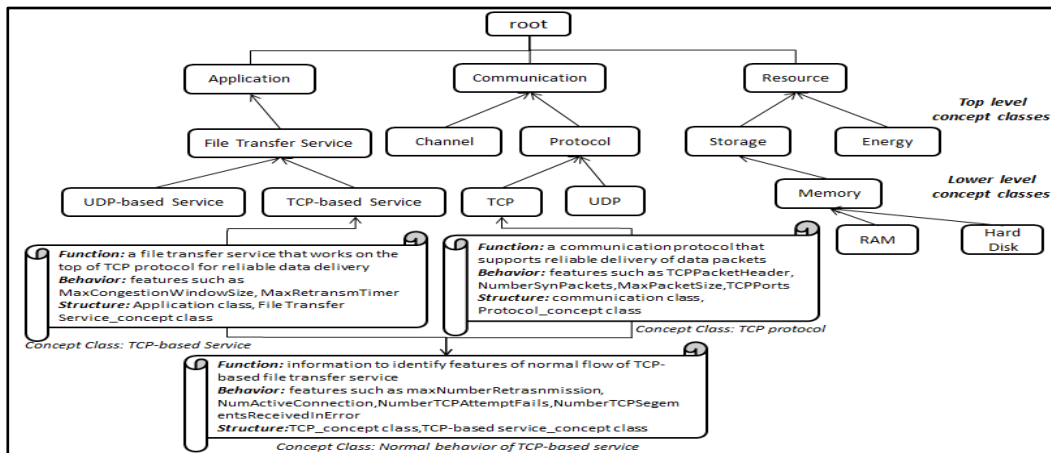 root
Application
Communication
Resource
Top level
concept classes
File Transfer Service
Channel
Protocol
Storage
Energy
Lower level
concept classes
UDP-based Service
TCP-based Service
TCP
UDP
Memory
RAM
Hard
Disk
Function: a file transfer service that works on the
top of TCP protocol for reliable data delivery
Behavior: features such as
MaxCongestionWindowSize, MaxRetransmTimer
Structure: Application class, File Transfer
Service_concept class
Concept Class: TCP-based Service
Function: a communication protocol that
supports reliable delivery of data packets
Behavior: features such as TCPPacketHeader,
NumberSynPackets,MaxPacketSize,TCPPorts
Structure: communication class,
Protocol_concept class
Concept Class: TCP protocol
Function: information to identify features of normal flow of TCP-
based file transfer service
Behavior: features such as maxNumberRetrasnmission,
NumActiveConnection,NumberTCPAttemptFails,NumberTCPSegem
entsReceivedInError
Structure:TCP_concept class,TCP-based service_concept class
Concept Class: Normal behavior of TCP-based service